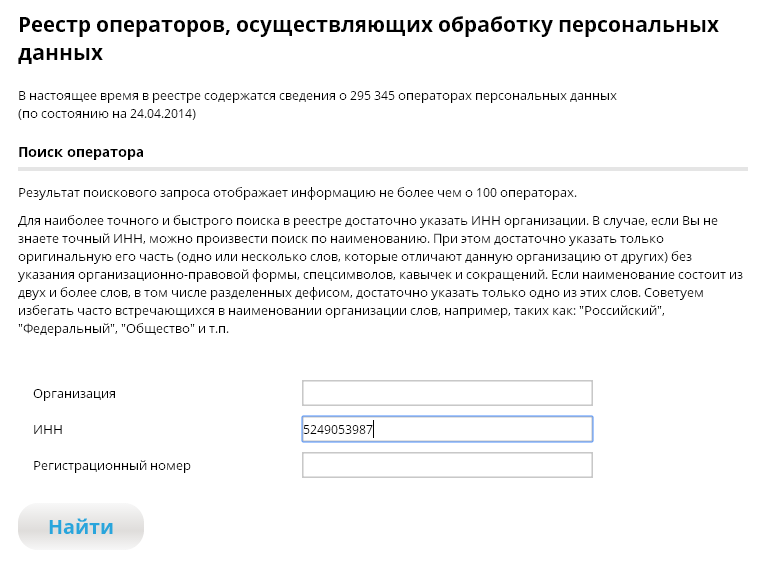 Реестр операторов, осуществляющих обработку персональных
данных
В настоящее время в реестре содержатся сведения о 295 345 операторах персональных данных
(по состоянию на 24.04.2014)
Поиск оператора
Результат поискового запроса отображает информацию не более чем о 100 операторах.
Для наиболее точного и быстрого поиска в реестре достаточно указать ИНН организации. В случае, если Вы не
знаете точный ИНН, можно произвести поиск по наименованию. При этом достаточно указать только
оригинальную его часть (одно или несколько слов, которые отличают данную организацию от других) без
указания организационно-правовой формы, спецсимволов, кавычек и сокращений. Если наименование состоит из
двух и более слов, в том числе разделенных дефисом, достаточно указать только одно из этих слов. Советуем
избегать часто встречающихся в наименовании организации слов, например, таких как: "Российский",
"Федеральный", "Общество" и т.п.
Организация
ИНН 5249053987
Регистрационный номер
Найти